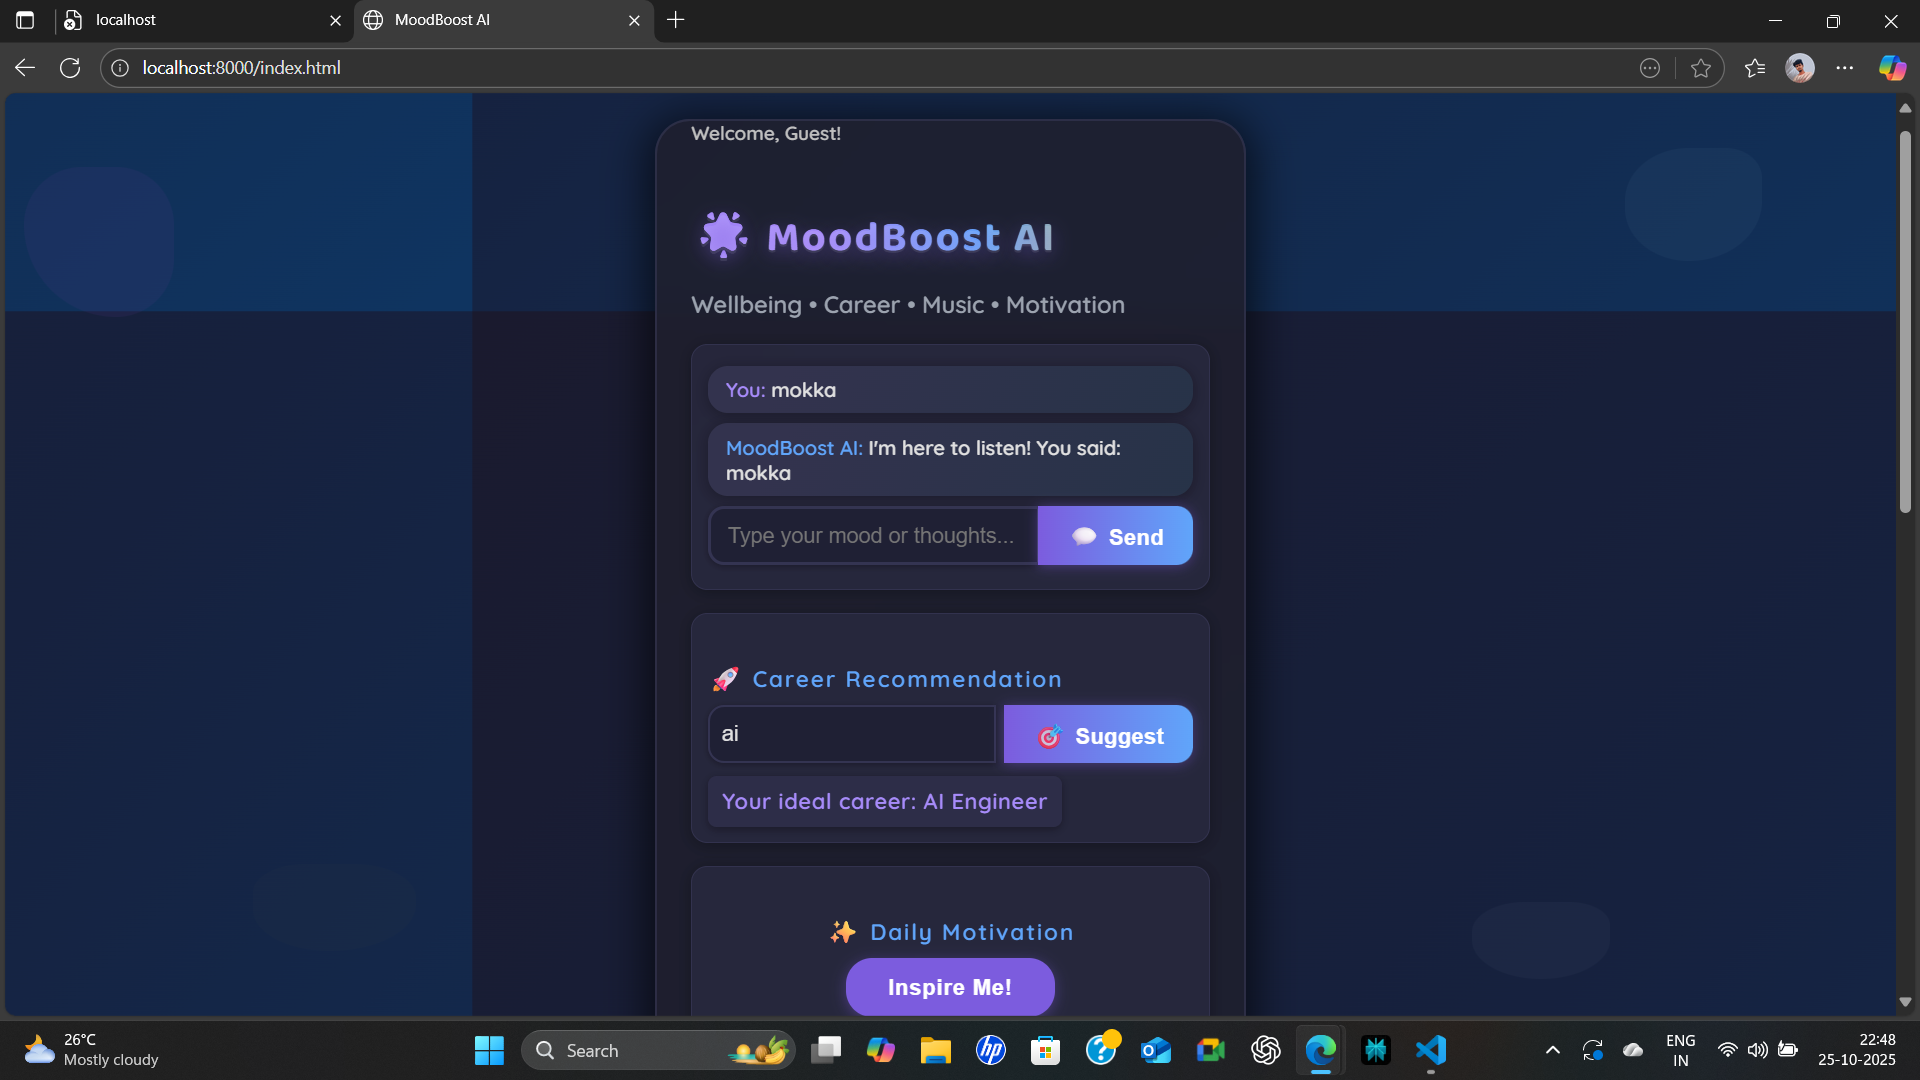 localhost
MoodBoost AI
localhost:8000/index.html
Welcome, Guest!
MoodBoost AI
Wellbeing • Career • Music • Motivation
You: mokka
MoodBoost AI: I'm here to listen! You said:
mokka
Type your mood or thoughts...
Send
Career Recommendation
ai
Suggest
Your ideal career: AI Engineer
Daily Motivation
Inspire Me!
26°C
Mostly cloudy
Search
hp
ENG
IN
22:48
25-10-2025